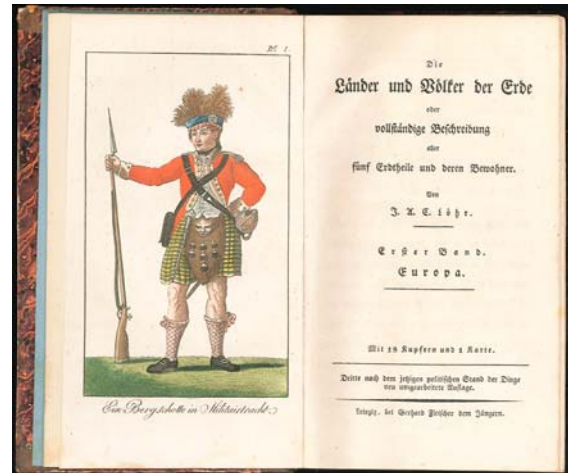 Pl. 1.
Ein Bergschotte in Militairtracht.
Die
Länder und Völker der Erde
oder
vollständige Beschreibung
aller
fünf Erdtheile und deren Bewohner.
Von
J. A. C. Löhr.
Erster Band.
Europa.
Mit 18 Kupfern und 1 Karte.
Dritte nach dem jetzigen politischen Stand der Dinge
neu umgearbeitete Auflage.
Leipzig, bei Gerhard Fleischer dem Jüngern.